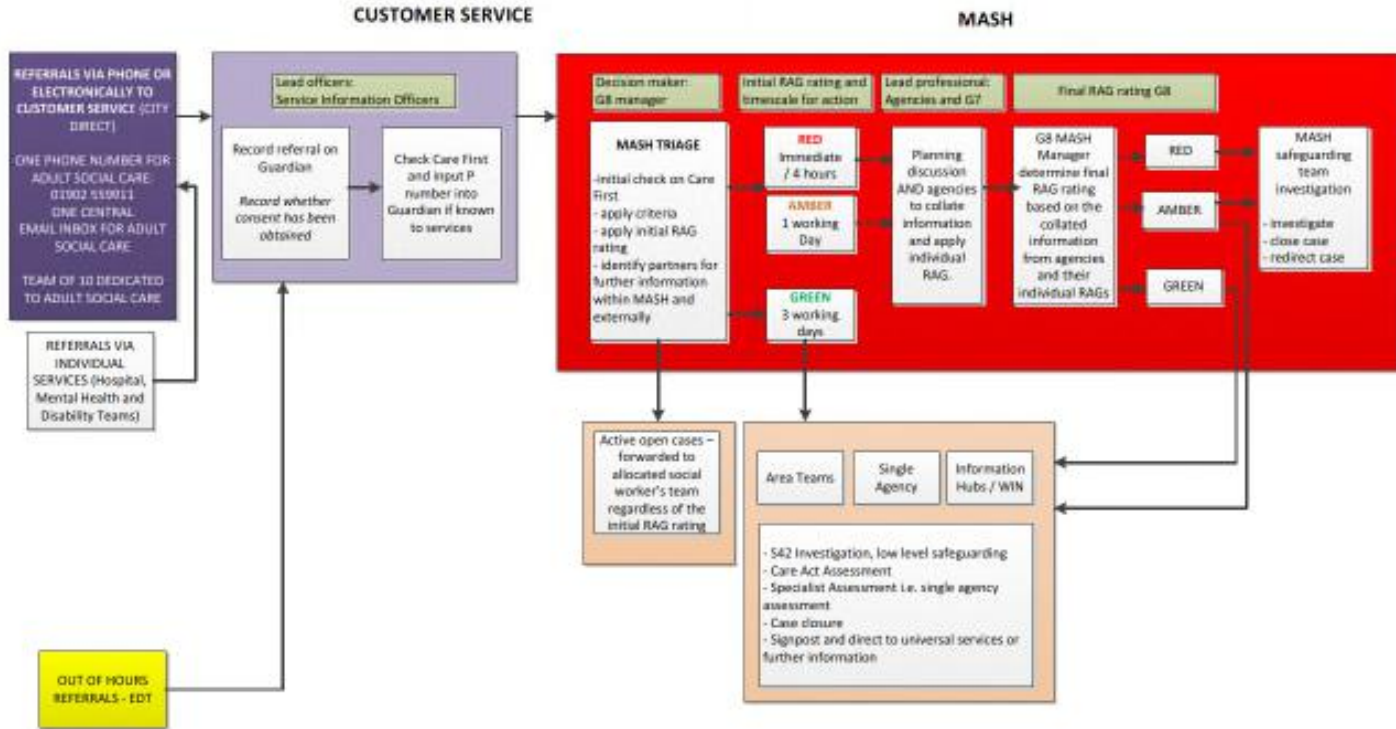 CUSTOMER SERVICE
MASH
REFERRALS VIA PHONE OR
ELECTRONICALLY TO
CUSTOMER SERVICE (CITY
DIRECT)
ONE PHONE NUMBER FOR
ADULT SOCIAL CARE
01902 559011
ONE CENTRAL
EMAIL INBOX FOR ADULT
SOCIAL CARE
TEAM OF 10 DEDICATED
TO ADULT SOCIAL CARE
REFERRALS VIA
INDIVIDUAL
SERVICES (Hospital,
Mental Health and
Disability Teams)
OUT OF HOURS
REFERRALS - EDT
Lead officers:
Service Information Officers
Record referral on
Guardian
Record whether
consent has been
obtained
Check Care First
and input P
number into
Guardian if known
to services
Decision maker:
G8 manager
Initial RAG rating and
timescale for action
Lead professional:
Agencies and G7
Final RAG rating G8
MASH TRIAGE
-Initial check on Care
First
- apply criteria
- apply initial RAG
rating
- identify partners for
further information
within MASH and
externally
RED
Immediate
/ 4 hours
AMBER
1 working
Day
GREEN
3 working
days
Planning
discussion
AND agencies
to collate
information
and apply
individual
RAG.
G8 MASH
Manager
determine final
RAG rating
based on the
collated
information
from agencies
and their
individual RAGs
RED
AMBER
GREEN
MASH
safeguarding
team
investigation
- investigate
- close case
- redirect case
Active open cases –
forwarded to
allocated social
worker's team
regardless of the
initial RAG rating
Area Teams
Single
Agency
Information
Hubs / WIN
- S42 Investigation, low level safeguarding
- Care Act Assessment
- Specialist Assessment i.e. single agency
assessment
- Case closure
- Signpost and direct to universal services or
further information